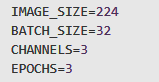 IMAGE_SIZE=224
BATCH_SIZE=32
CHANNELS=3
EPOCHS=3